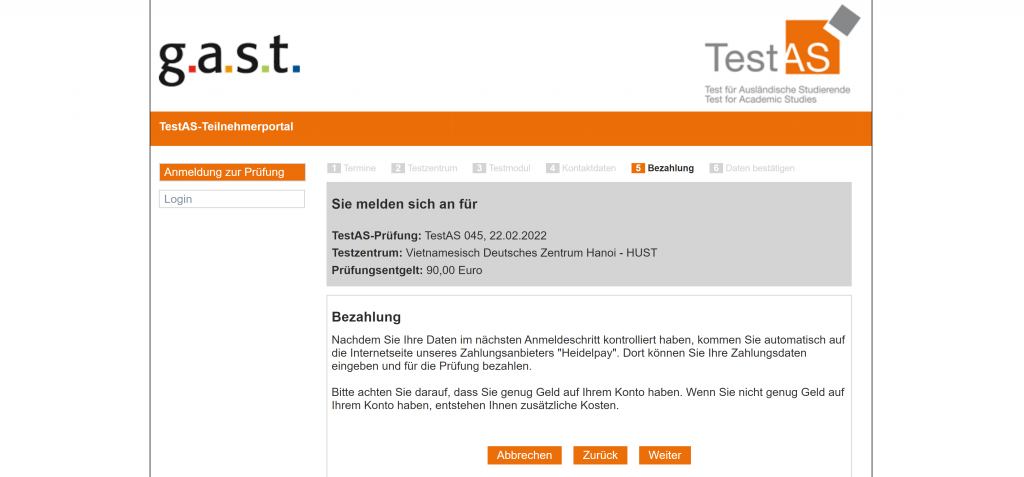 g.a.s.t.
TestAS
Test für Ausländische Studierende
Test for Academic Studies
TestAS-Teilnehmerportal
Anmeldung zur Prüfung
Login
1 Termine 2 Testzentrum 3 Testmodul 4 Kontaktdaten 5 Bezahlung 6 Daten bestätigen
Sie melden sich an für
TestAS-Prüfung: TestAS 045, 22.02.2022
Testzentrum: Vietnamesisch Deutsches Zentrum Hanoi - HUST
Prüfungsentgelt: 90,00 Euro
Bezahlung
Nachdem Sie Ihre Daten im nächsten Anmeldeschritt kontrolliert haben, kommen Sie automatisch auf
die Internetseite unseres Zahlungsanbieters "Heidelpay". Dort können Sie Ihre Zahlungsdaten
eingeben und für die Prüfung bezahlen.
Bitte achten Sie darauf, dass Sie genug Geld auf Ihrem Konto haben. Wenn Sie nicht genug Geld auf
Ihrem Konto haben, entstehen Ihnen zusätzliche Kosten.
Abbrechen Zurück Weiter